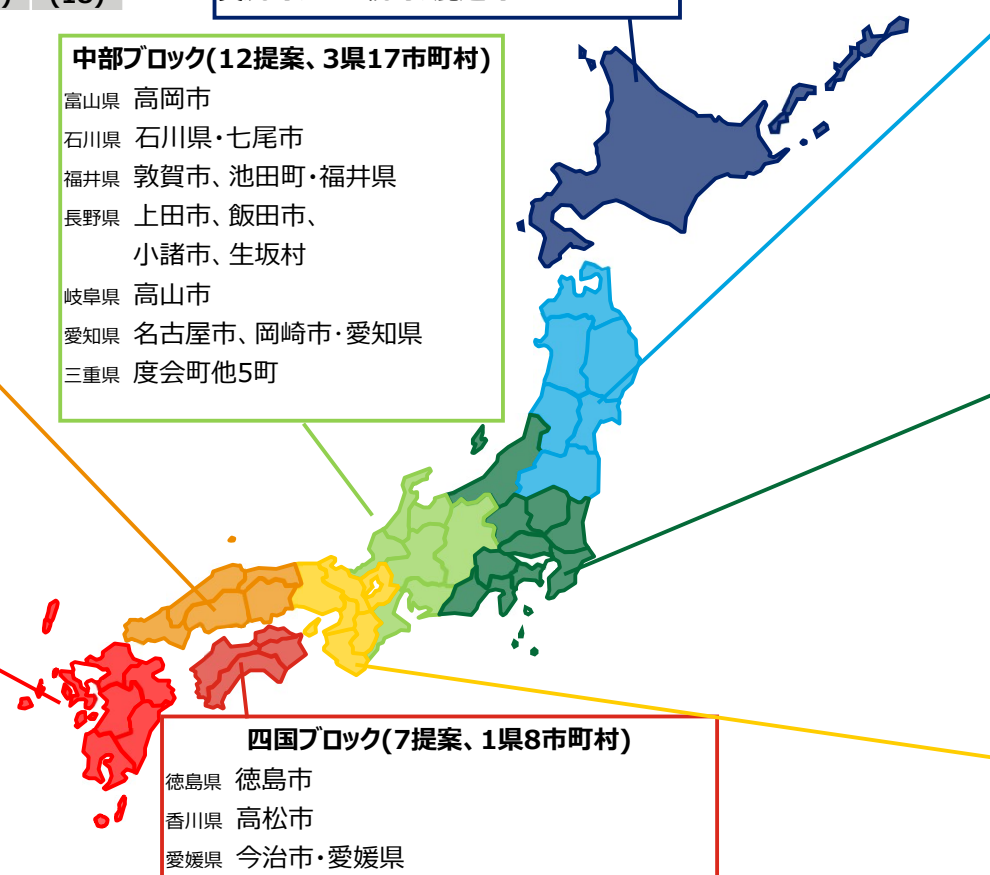 (18)
中部ブロック(12提案、3県17市町村)
富山県 高岡市
石川県 石川県・七尾市
福井県 敦賀市、池田町・福井県
長野県 上田市、飯田市、
小諸市、生坂村
岐阜県 高山市
愛知県 名古屋市、岡崎市・愛知県
三重県 度会町他5町
四国ブロック(7提案、1県8市町村)
徳島県 徳島市
香川県 高松市
愛媛県 今治市・愛媛県